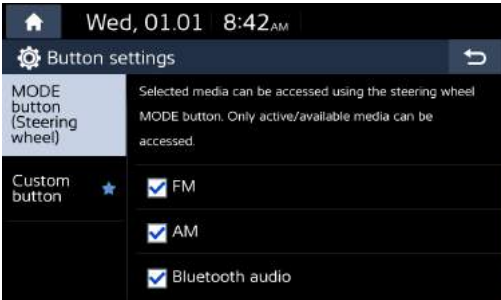 Wed, 01.01 8:42AM
Button settings
MODE
button
(Steering
wheel)
Selected media can be accessed using the steering wheel
MODE button. Only active/available media can be
accessed.
Custom
button
FM
AM
Bluetooth audio